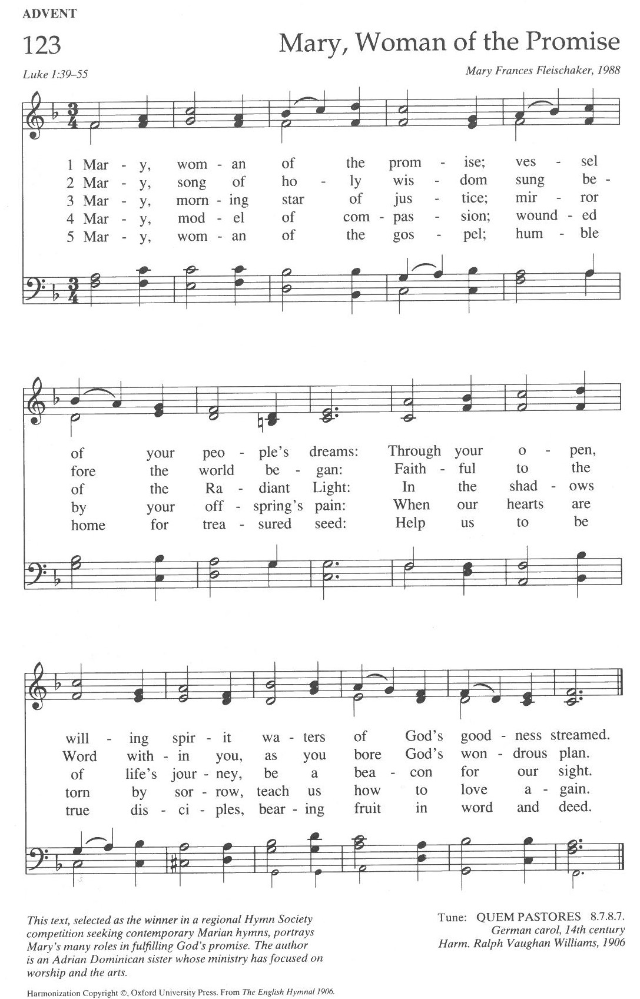 ADVENT
123 Mary, Woman of the Promise
Luke 1:39–55 Mary Frances Fleischaker, 1988
1 Mar - y, wom - an of the prom - ise; ves - sel
2 Mar - y, song of ho - ly wis - dom sung be -
3 Mar - y, morn - ing star of jus - tice; mir - ror
4 Mar - y, mod - el of com - pas - sion; wound - ed
5 Mar - y, wom - an of the gos - pel; hum - ble
of your peo - ple's dreams: Through your o - pen,
fore the world be - gan: Faith - ful to the
of the Ra - diant Light: In the shad - ows
by your off - spring's pain: When our hearts are
home for trea - sured seed: Help us to be
will - ing spir - it wa - ters of God's good - ness streamed.
Word with - in you, as you bore God's won - drous plan.
of life's jour - ney, be a bea - con for our sight.
torn by sor - row, teach us how to love a - gain.
true dis - ci - ples, bear - ing fruit in word and deed.
This text, selected as the winner in a regional Hymn Society
competition seeking contemporary Marian hymns, portrays
Mary's many roles in fulfilling God's promise. The author
is an Adrian Dominican sister whose ministry has focused on
worship and the arts.
Tune: QUEM PASTORES 8.7.8.7.
German carol, 14th century
Harm. Ralph Vaughan Williams, 1906
Harmonization Copyright ©, Oxford University Press. From The English Hymnal 1906.